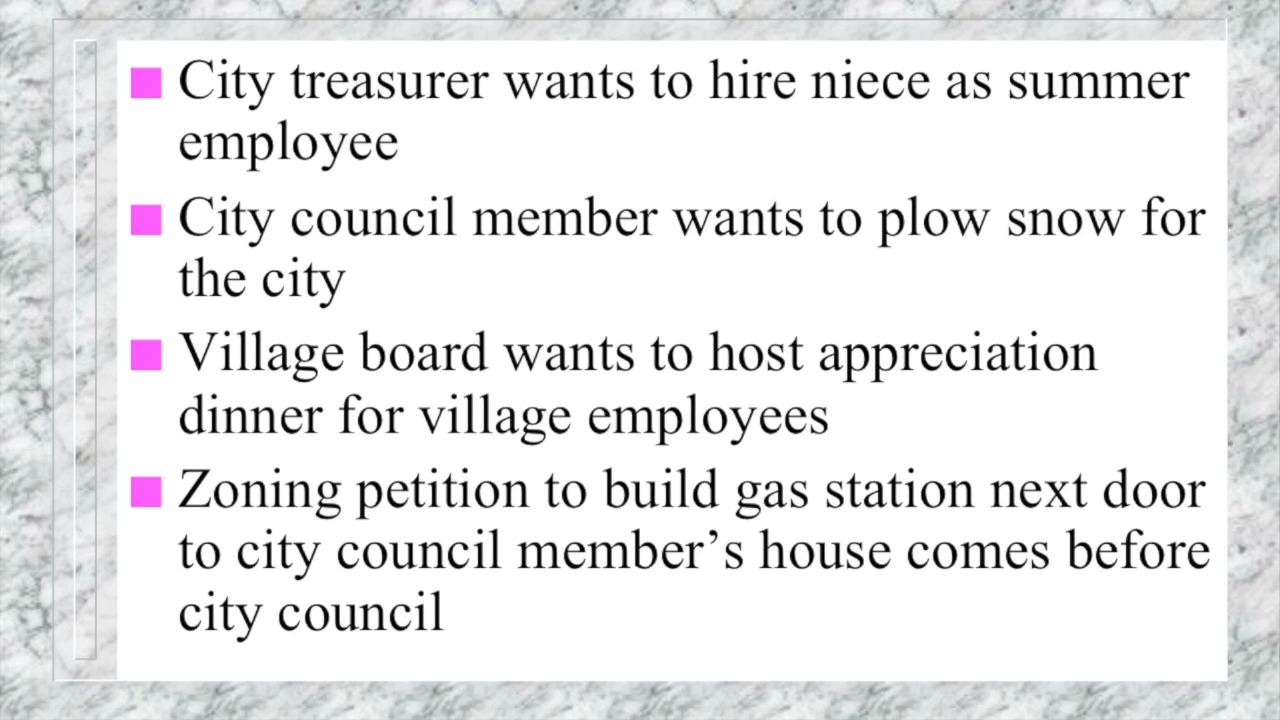 City treasurer wants to hire niece as summer
employee
City council member wants to plow snow for
the city
Village board wants to host appreciation
dinner for village employees
Zoning petition to build gas station next door
to city council member’s house comes before
city council